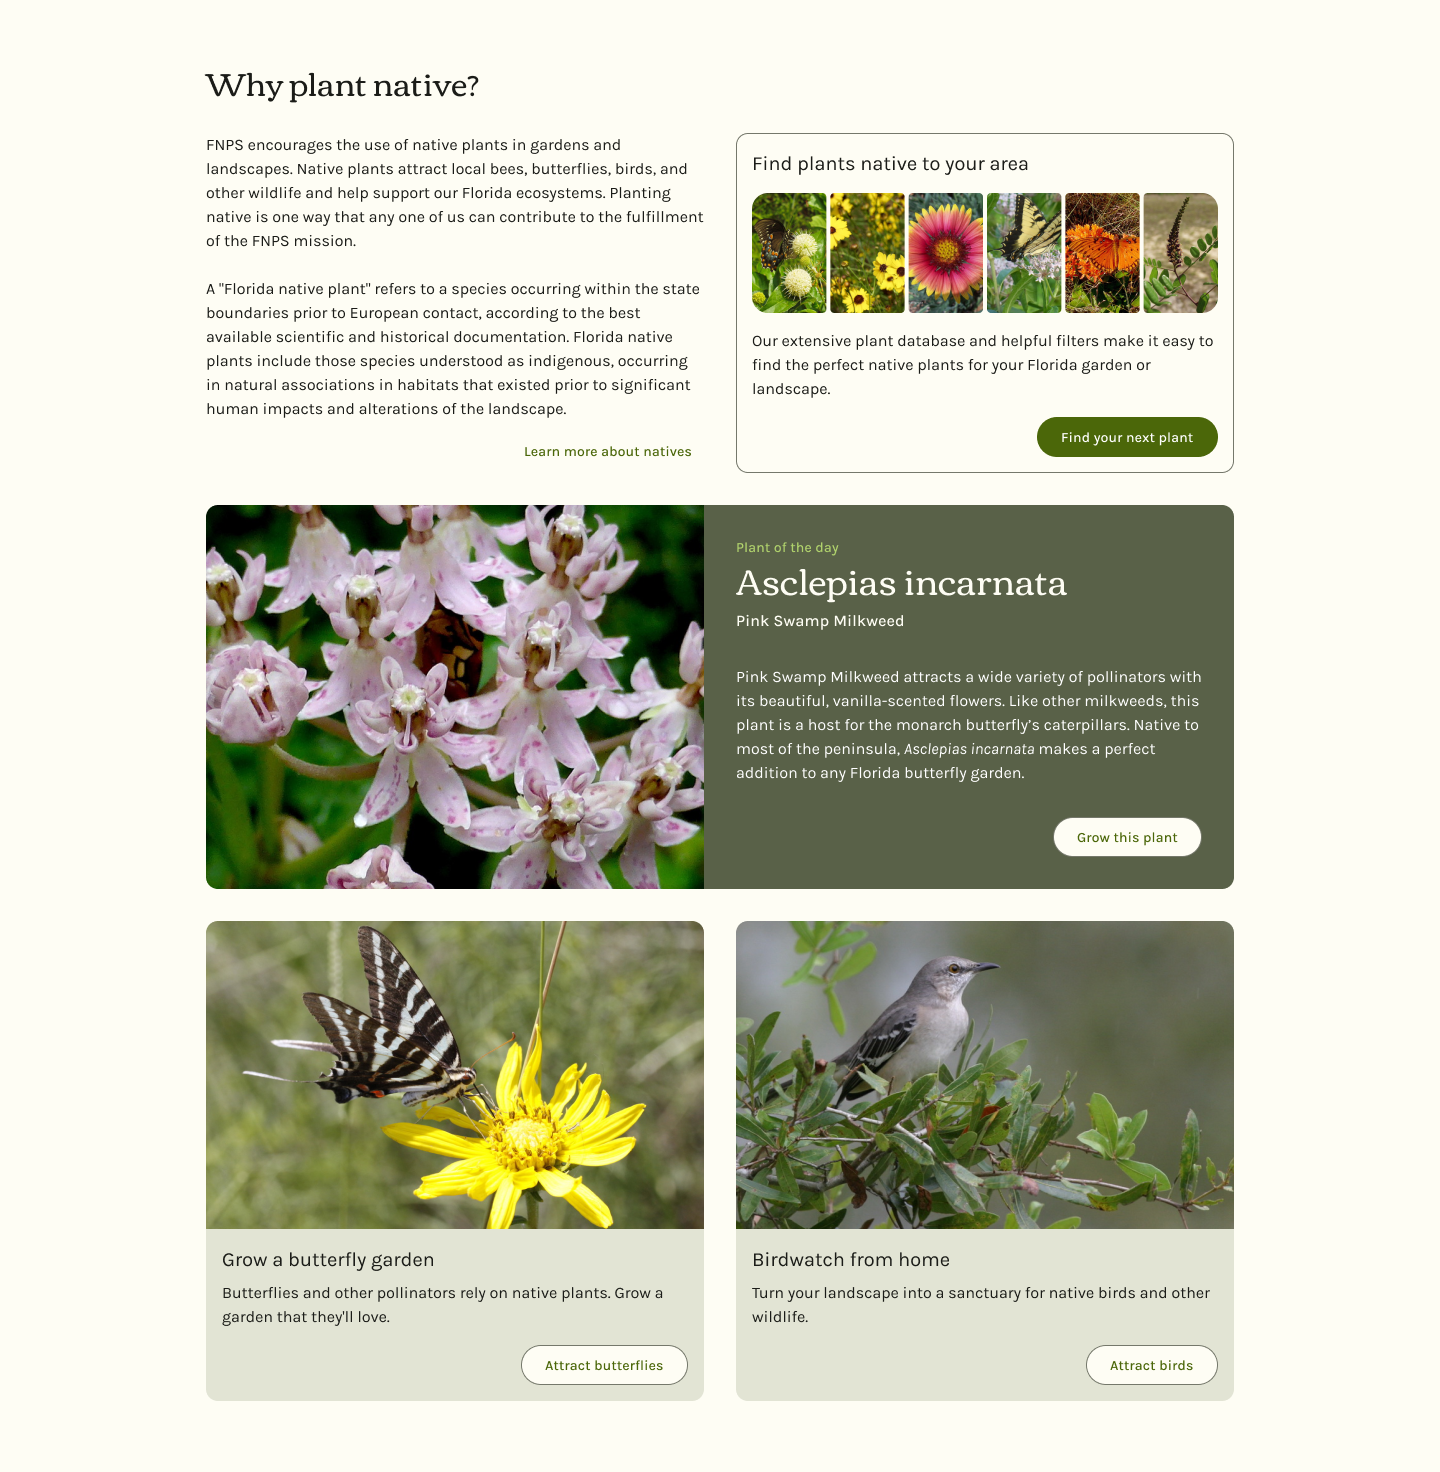 Why plant native?
FNPS encourages the use of native plants in gardens and
landscapes. Native plants attract local bees, butterflies, birds, and
other wildlife and help support our Florida ecosystems. Planting
native is one way that any one of us can contribute to the fulfillment
of the FNPS mission.
A "Florida native plant" refers to a species occurring within the state
boundaries prior to European contact, according to the best
available scientific and historical documentation. Florida native
plants include those species understood as indigenous, occurring
in natural associations in habitats that existed prior to significant
human impacts and alterations of the landscape.
Learn more about natives
Find plants native to your area
Our extensive plant database and helpful filters make it easy to
find the perfect native plants for your Florida garden or
landscape.
Find your next plant
Plant of the day
Asclepias incarnata
Pink Swamp Milkweed
Pink Swamp Milkweed attracts a wide variety of pollinators with
its beautiful, vanilla-scented flowers. Like other milkweeds, this
plant is a host for the monarch butterfly’s caterpillars. Native to
most of the peninsula, Asclepias incarnata makes a perfect
addition to any Florida butterfly garden.
Grow this plant
Grow a butterfly garden
Butterflies and other pollinators rely on native plants. Grow a
garden that they'll love.
Attract butterflies
Birdwatch from home
Turn your landscape into a sanctuary for native birds and other
wildlife.
Attract birds